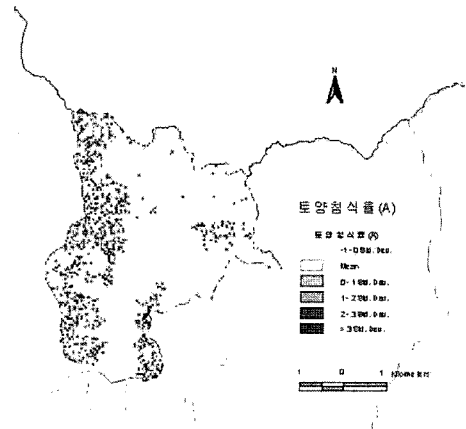 N
토양침식률(A)
토양침식률(A)
-1 - 0 Std. Dev.
Mean
0 - 1 Std. Dev.
1 - 2 Std. Dev.
2 - 3 Std. Dev.
> 3 Std. Dev.
1 0 1 Kilometers